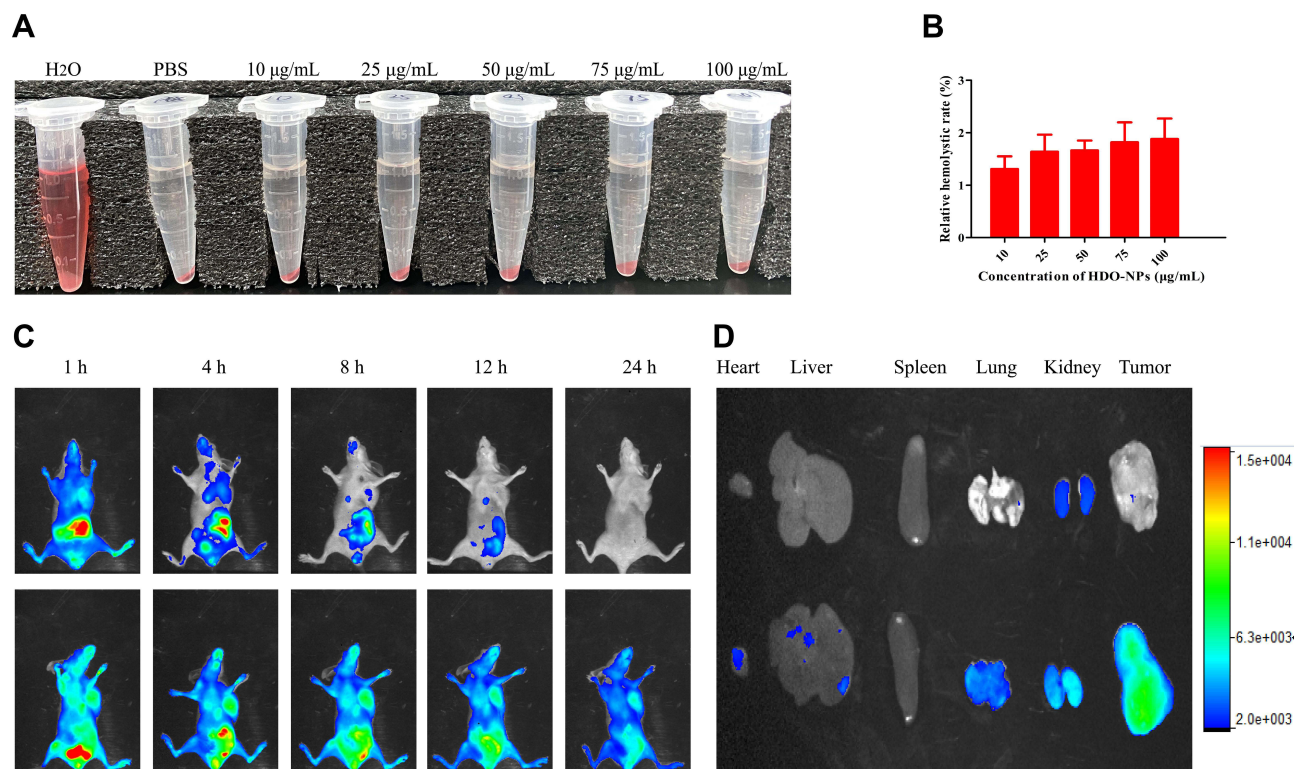 A
H2O PBS 10 μg/mL 25 μg/mL 50 μg/mL 75 μg/mL 100 μg/mL
B
Relative hemolystic rate (%)
3
2
1
0
10 25 50 75 100
Concentration of HDO-NPs (μg/mL)
C
1 h 4 h 8 h 12 h 24 h
D
Heart Liver Spleen Lung Kidney Tumor
1.5e+004
1.1e+004
6.3e+003
2.0e+003